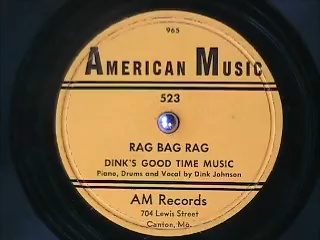 965
AMERICAN MUSIC
523
RAG BAG RAG
DINK'S GOOD TIME MUSIC
Piano, Drums and Vocal by Dink Johnson
AM Records
704 Lewis Street
Canton, Mo.